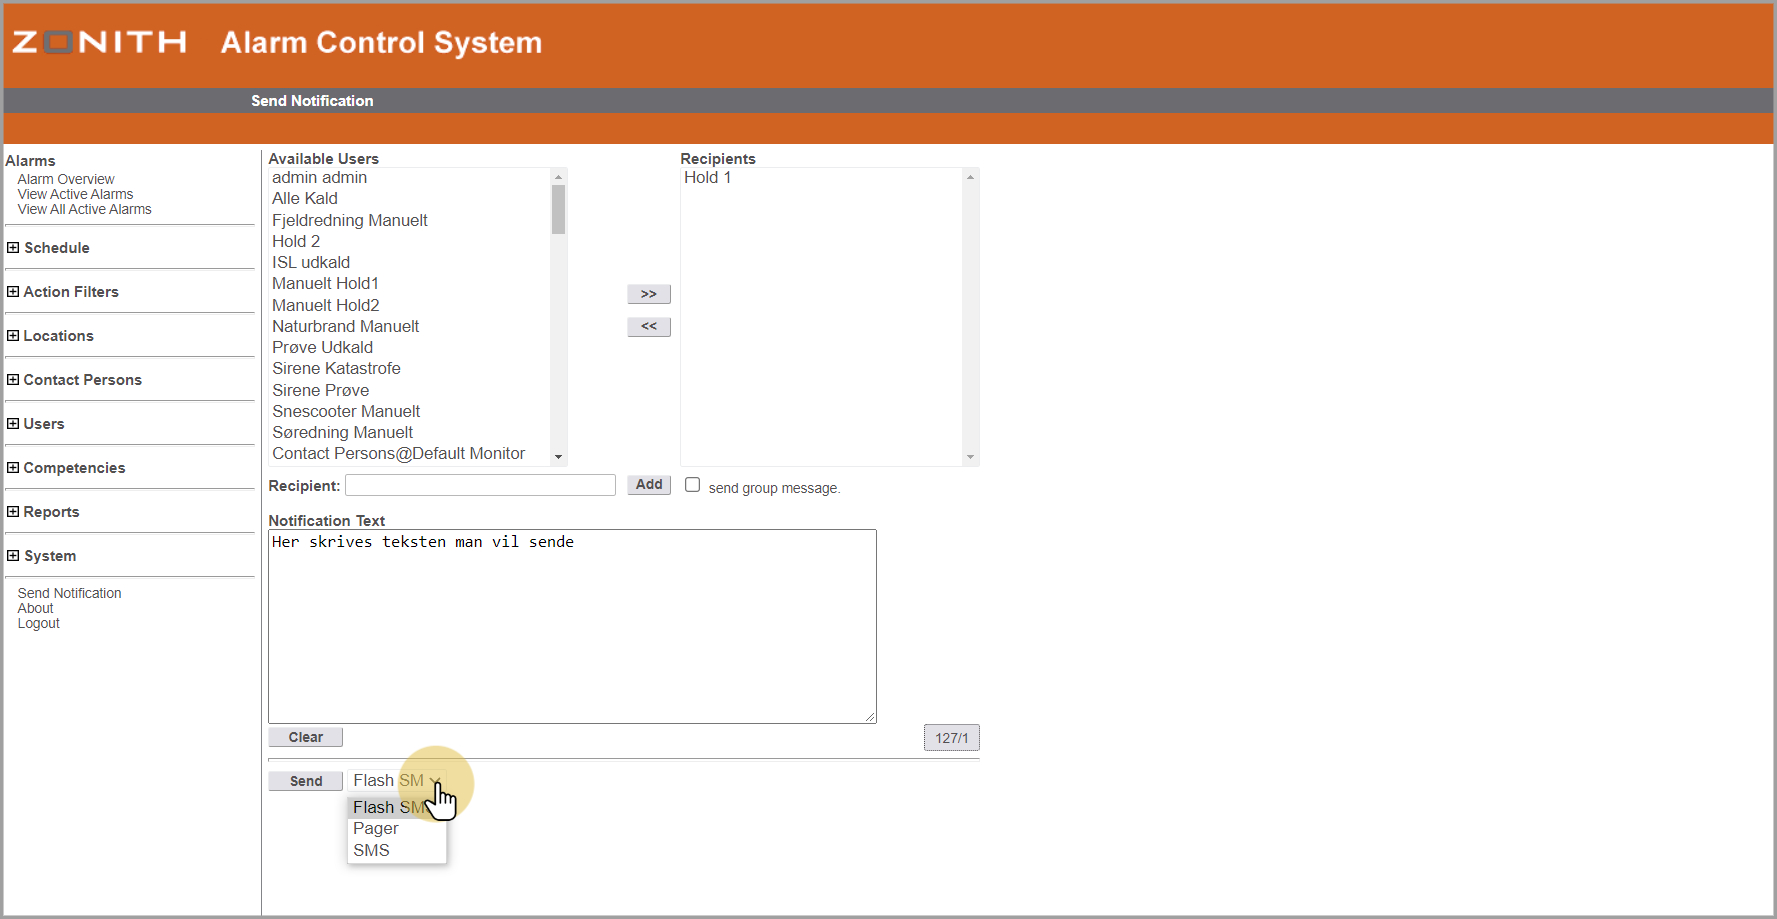 ZONITH Alarm Control System
Send Notification
Alarms
Alarm Overview
View Active Alarms
View All Active Alarms
Schedule
Action Filters
Locations
Contact Persons
Users
Competencies
Reports
System
Send Notification
About
Logout
Available Users
admin admin
Alle Kald
Fjeldredning Manuelt
Hold 2
ISL udkald
Manuelt Hold1
Manuelt Hold2
Naturbrand Manuelt
Prøve Udkald
Sirene Katastrofe
Sirene Prøve
Snescooter Manuelt
Søredning Manuelt
Contact Persons@Default Monitor
>>
<<
Recipients
Hold 1
Recipient:
Add
send group message.
Notification Text
Her skrives teksten man vil sende
Clear
127/1
Send
Flash SM
Flash SM
Pager
SMS